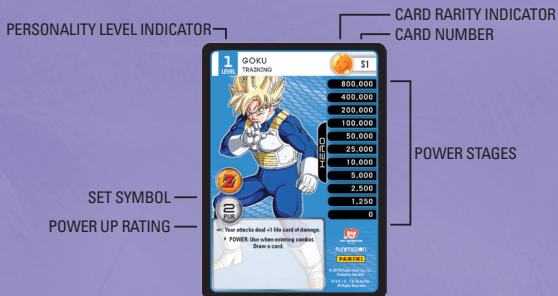 PERSONALITY LEVEL INDICATOR
CARD RARITY INDICATOR
CARD NUMBER
1
LEVEL
GOKU
TRAINING
S1
800,000
400,000
200,000
100,000
50,000
25,000
10,000
5,000
2,500
1,250
0
HERO
POWER STAGES
SET SYMBOL
Z
POWER UP RATING
2
PUR
Your attacks deal +1 life card of damage.
POWER: Use when entering combat.
Draw a card.
FUNIMATION
PANINI